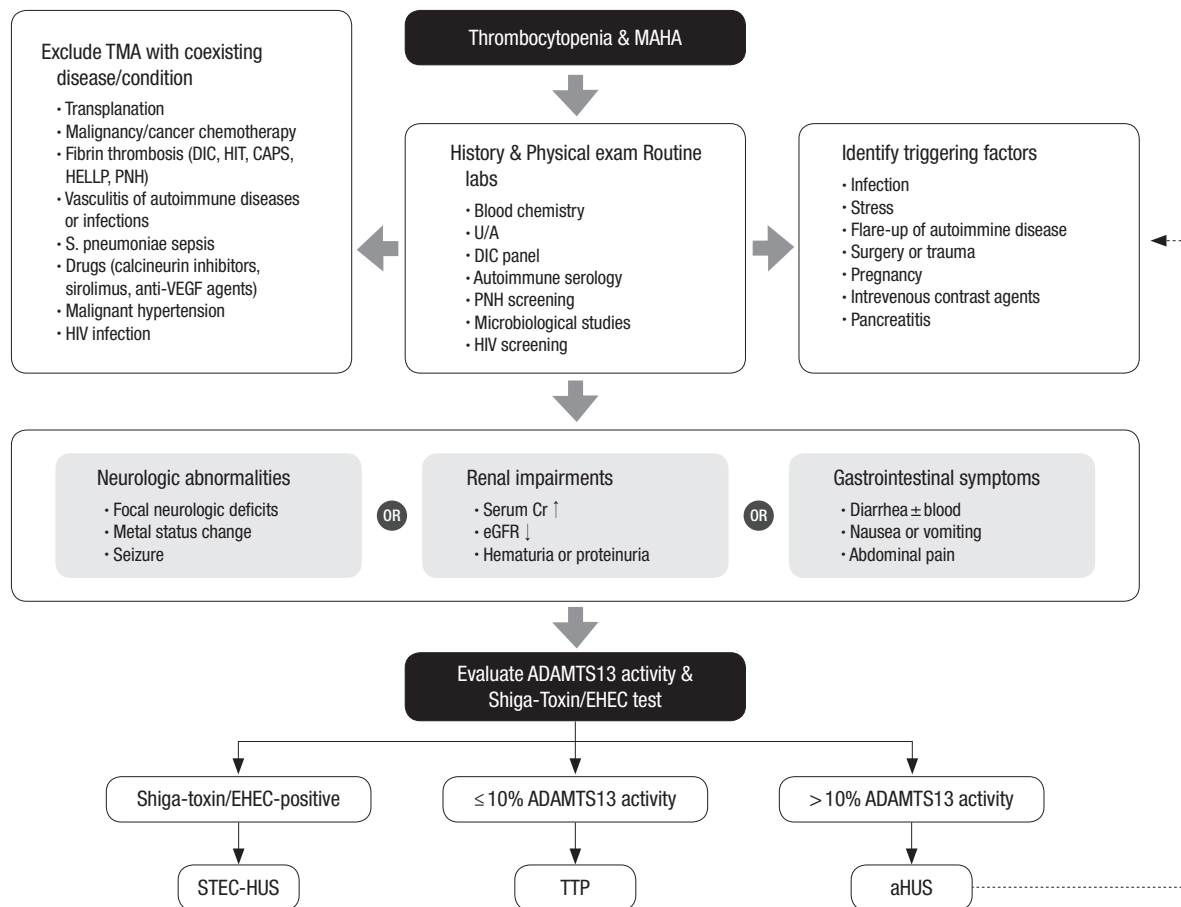 Thrombocytopenia & MAHA
Exclude TMA with coexisting
disease/condition
• Transplanation
• Malignancy/cancer chemotherapy
• Fibrin thrombosis (DIC, HIT, CAPS,
HELLP, PNH)
• Vasculitis of autoimmune diseases
or infections
• S. pneumoniae sepsis
• Drugs (calcineurin inhibitors,
sirolimus, anti-VEGF agents)
• Malignant hypertension
• HIV infection
History & Physical exam Routine
labs
• Blood chemistry
• U/A
• DIC panel
• Autoimmune serology
• PNH screening
• Microbiological studies
• HIV screening
Identify triggering factors
• Infection
• Stress
• Flare-up of autoimmine disease
• Surgery or trauma
• Pregnancy
• Intrevenous contrast agents
• Pancreatitis
Neurologic abnormalities
• Focal neurologic deficits
• Metal status change
• Seizure
OR
Renal impairments
• Serum Cr ↑
• eGFR ↓
• Hematuria or proteinuria
OR
Gastrointestinal symptoms
• Diarrhea ± blood
• Nausea or vomiting
• Abdominal pain
Evaluate ADAMTS13 activity &
Shiga-Toxin/EHEC test
Shiga-toxin/EHEC-positive
≤ 10% ADAMTS13 activity
> 10% ADAMTS13 activity
STEC-HUS
TTP
aHUS